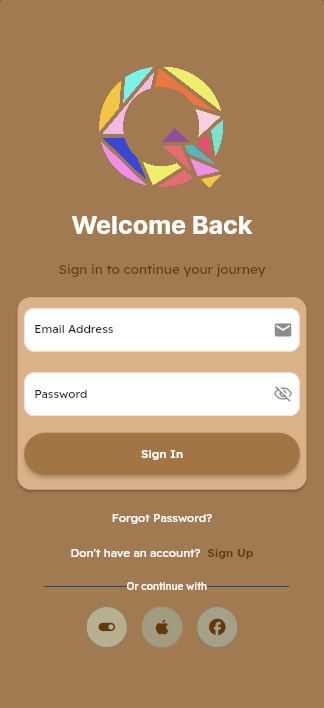 Welcome Back
Sign in to continue your journey
Email Address
Password
Sign In
Forgot Password?
Don't have an account? Sign Up
Or continue with